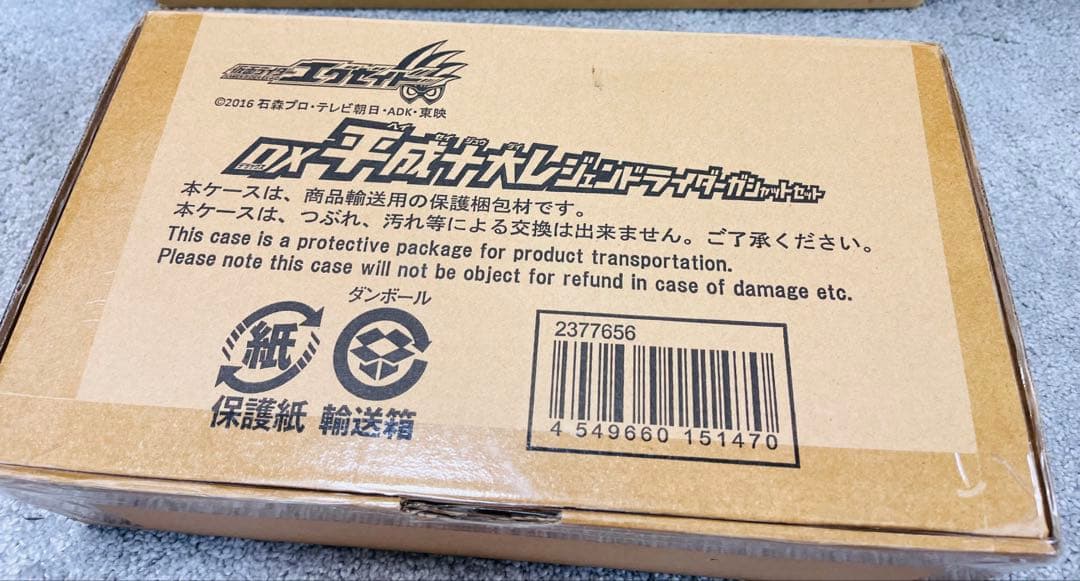 仮面ライダー エグゼイド
©2016 石森プロ・テレビ朝日・ADK・東映
DX平成十大レジェンドライダーガシャットセット
本ケースは、商品輸送用の保護梱包材です。
本ケースは、つぶれ、汚れ等による交換は出来ません。ご了承ください。
This case is a protective package for product transportation.
Please note this case will not be object for refund in case of damage etc.
ダンボール
紙
保護紙 輸送箱
2377656
4 549660 151470